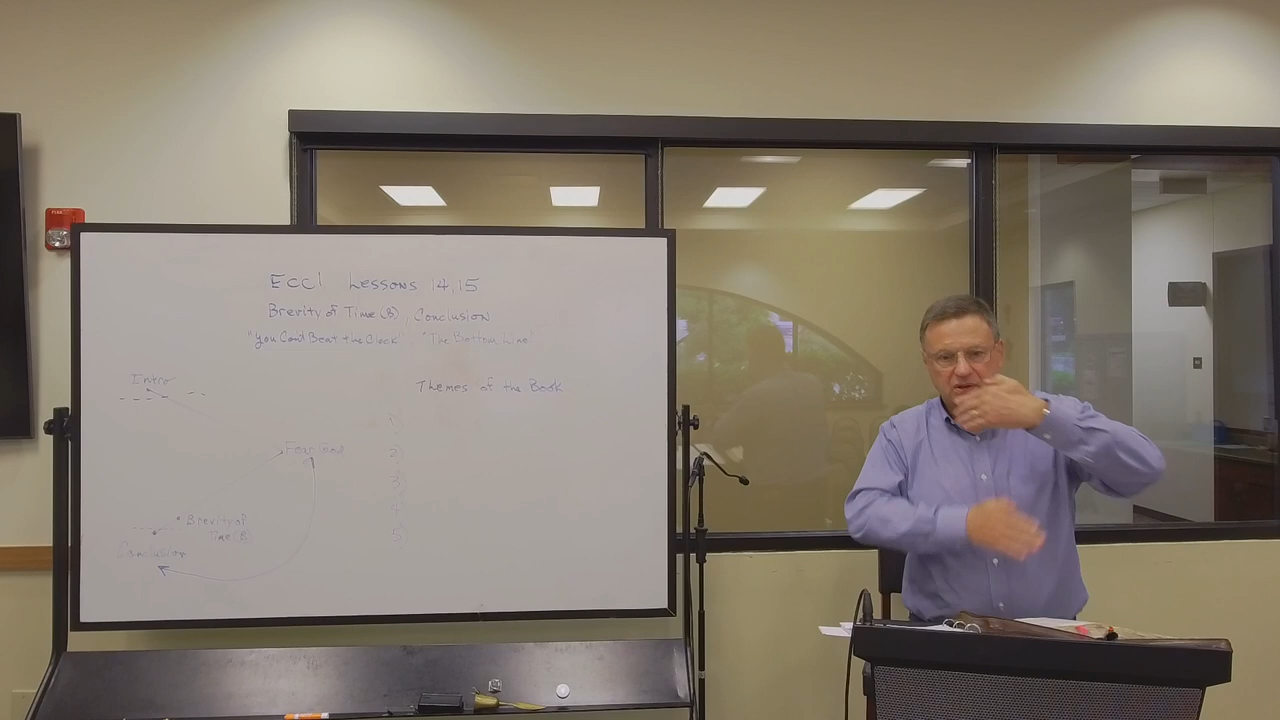 ECCl Lessons 14,15
Brevity of Time (B), Conclusion
"You Can't Beat the Clock", "The Bottom Line"
Intro
Themes of the Book
1)
Fear God
2)
3)
4)
Brevity of
Time (B)
5)
Conclusion